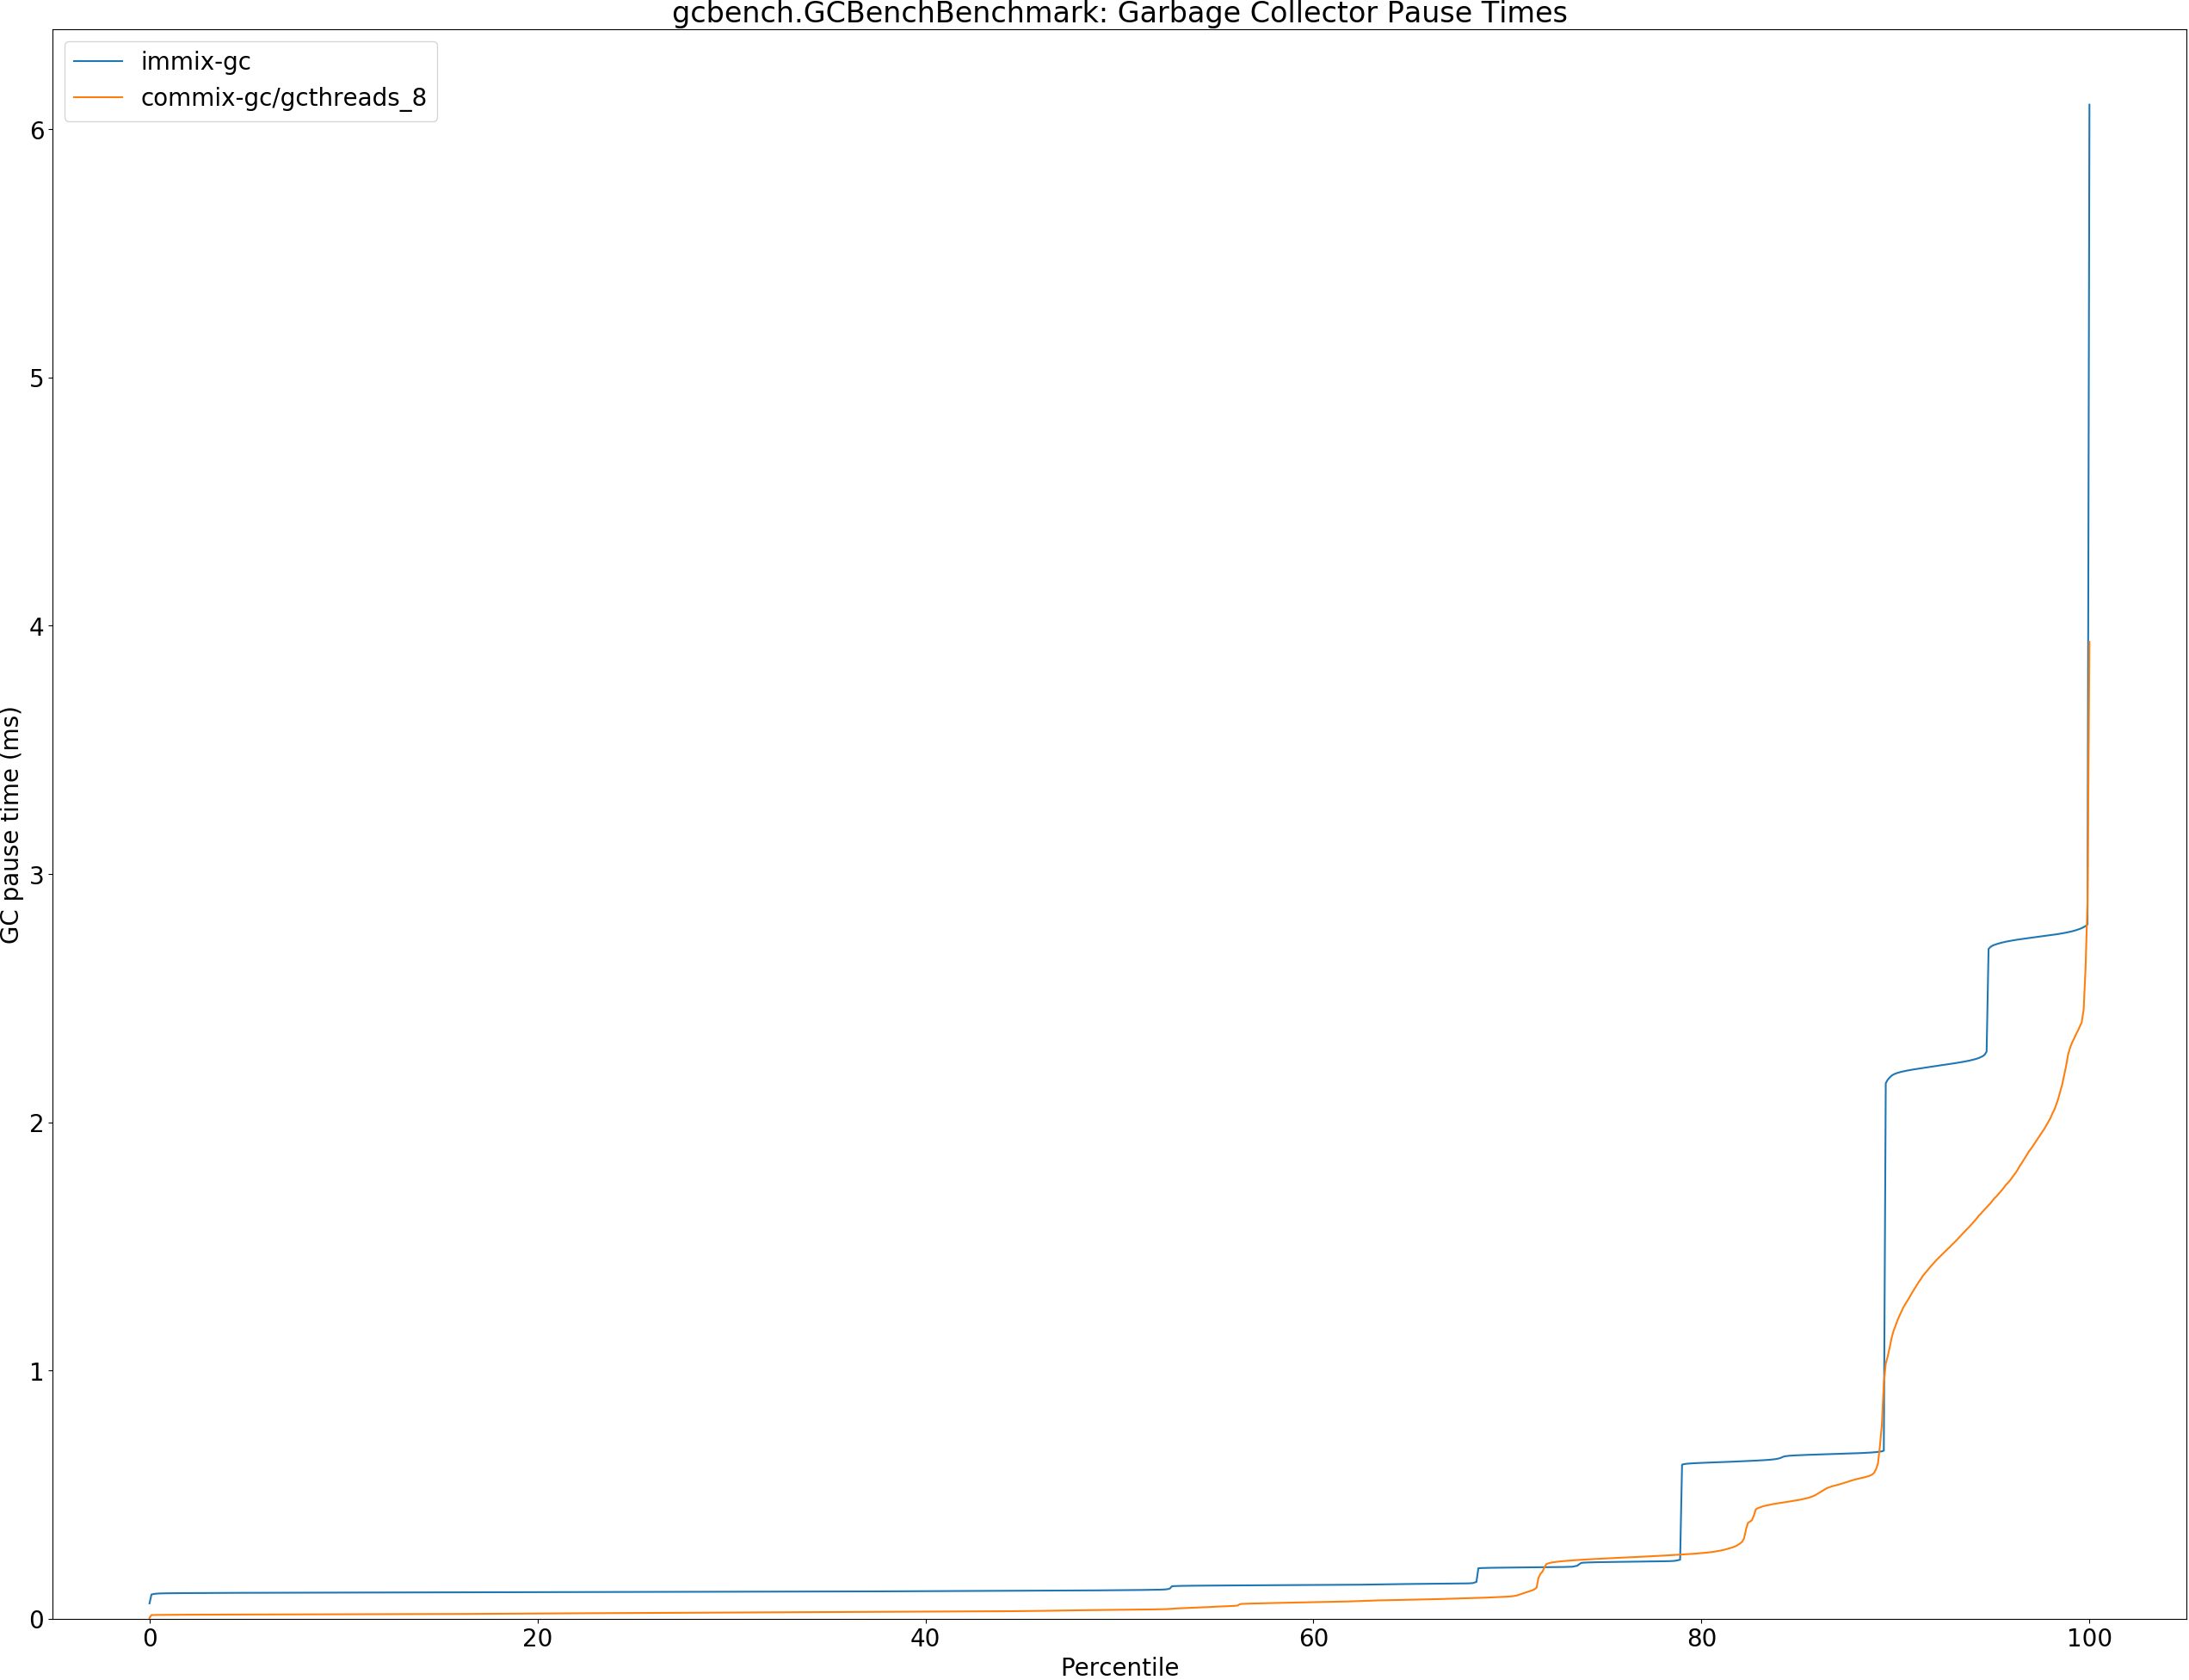 gcbench.GCBenchBenchmark: Garbage Collector Pause Times
immix-gc
commix-gc/gcthreads_8
6
5
4
3
2
1
0
GC pause time (ms)
0 20 40 60 80 100
Percentile